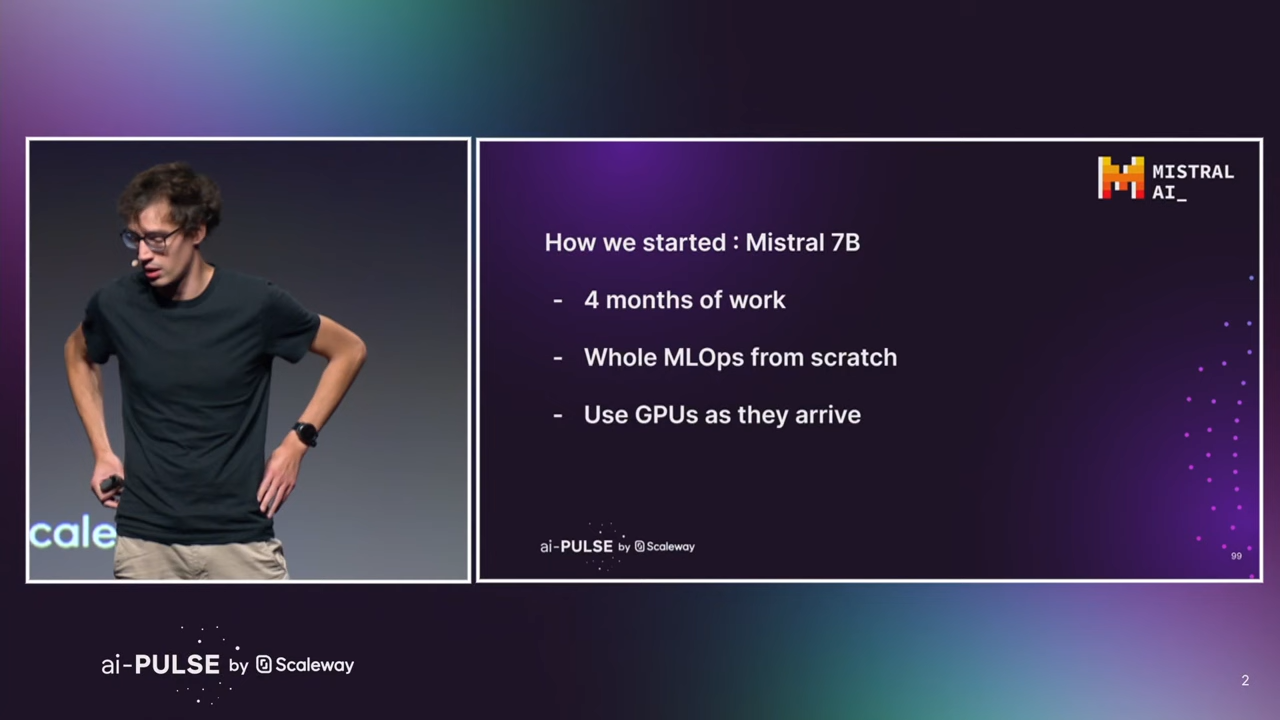 cale
MISTRAL
AI_
How we started : Mistral 7B
- 4 months of work
- Whole MLOps from scratch
- Use GPUs as they arrive
ai-PULSE by Scaleway
99
ai-PULSE by Scaleway
2